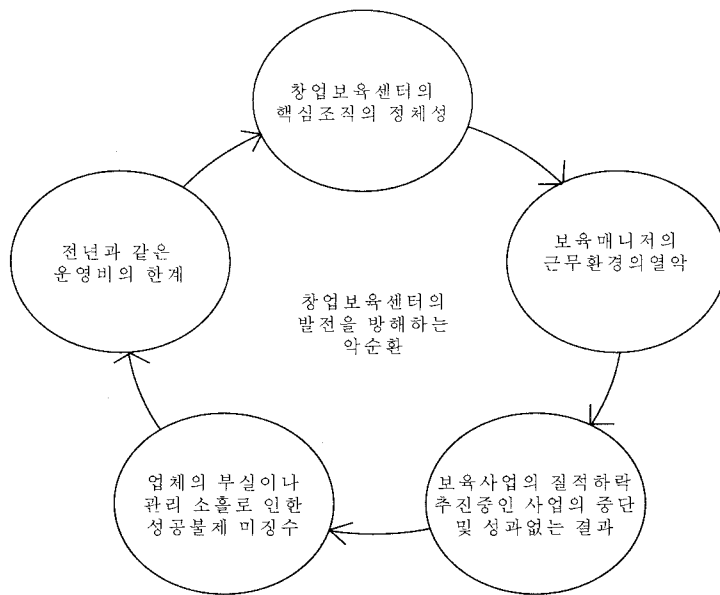 창업보육센터의
핵심조직의 정체성
보육매니저의
근무환경의열악
보육사업의 질적하락
추진중인 사업의 중단
및 성과없는 결과
업체의 부실이나
관리 소홀로 인한
성공불제 미징수
전년과 같은
운영비의 한계
창업보육센터의
발전을 방해하는
악순환